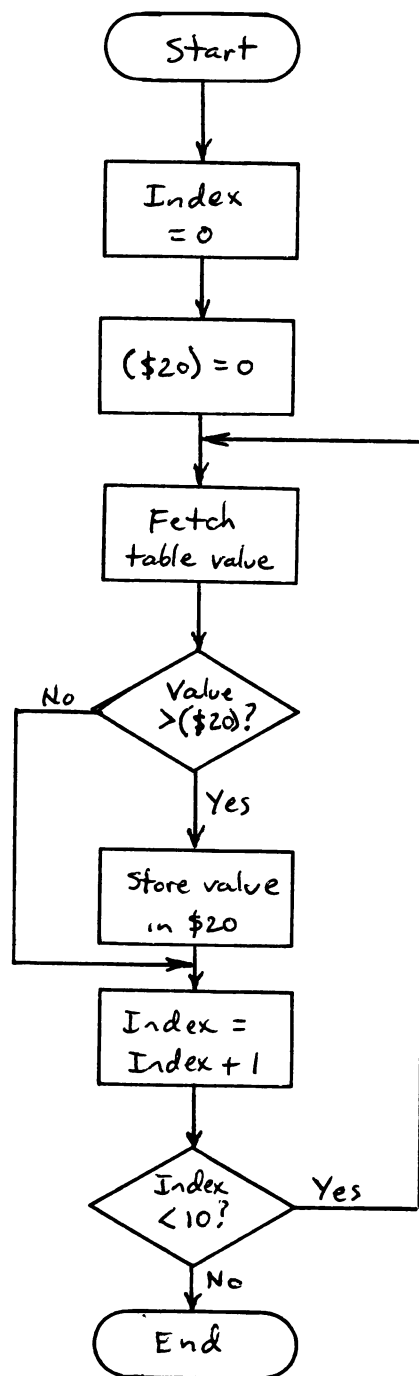 Start
Index
= 0
($20) = 0
Fetch
table value
Value
>($20)?
No
Yes
Store value
in $20
Index =
Index + 1
Index
< 10?
Yes
No
End